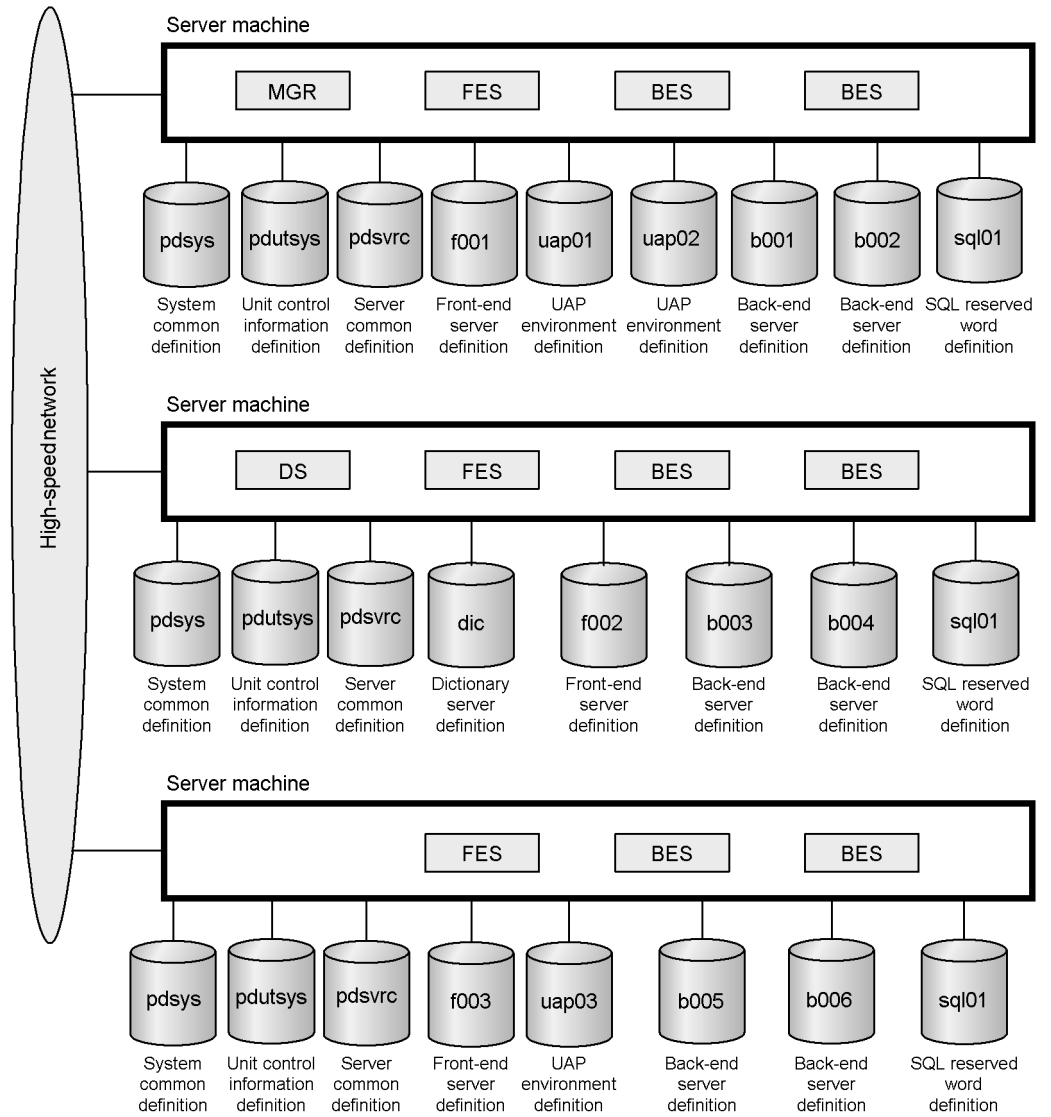 Server machine
MGR FES BES BES
pdsys pdutsys pdsvrc f001 uap01 uap02 b001 b002 sql01
System Unit control Server Front-end UAP UAP Back-end Back-end SQL reserved
common information common server environment environment server server word
definition definition definition definition definition definition definition definition definition
High-speednetwork
Server machine
DS FES BES BES
pdsys pdutsys pdsvrc dic f002 b003 b004 sql01
System Unit control Server Dictionary Front-end Back-end Back-end SQL reserved
common information common server server server server word
definition definition definition definition definition definition definition definition
Server machine
FES BES BES
pdsys pdutsys pdsvrc f003 uap03 b005 b006 sql01
System Unit control Server Front-end UAP Back-end Back-end SQL reserved
common information common server environment server server word
definition definition definition definition definition definition definition definition